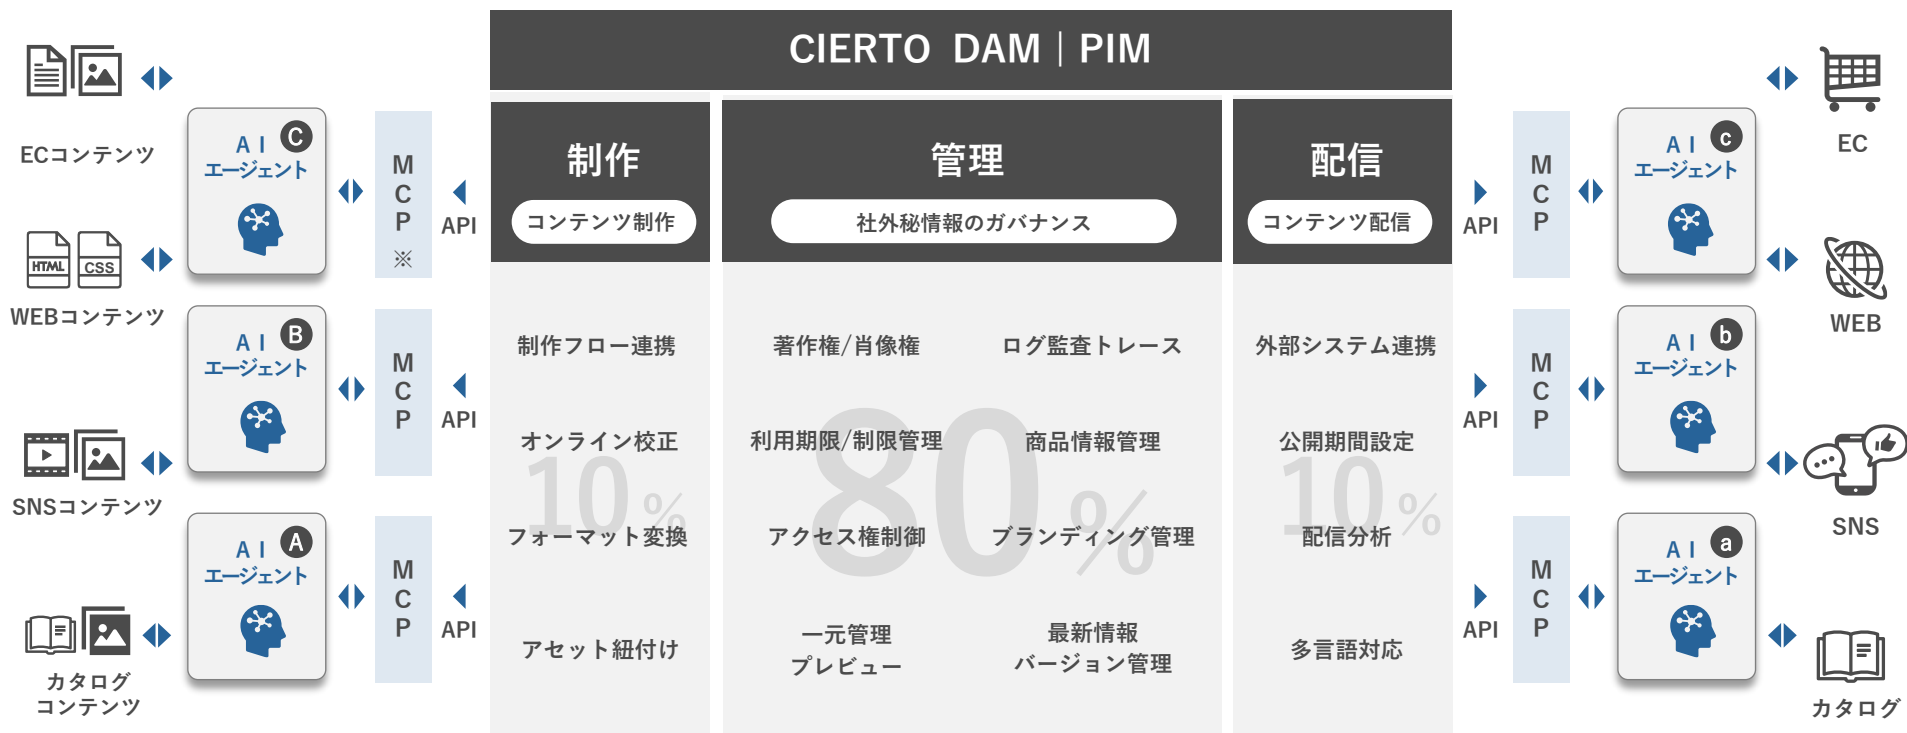 CIERTO DAM | PIM
ECコンテンツ
WEBコンテンツ
HTML
CSS
SNSコンテンツ
カタログ
コンテンツ
AI
エージェント
C
AI
エージェント
B
AI
エージェント
A
MCP
※
MCP
MCP
API
API
API
制作
コンテンツ制作
制作フロー連携
オンライン校正
10%
フォーマット変換
アセット紐付け
管理
社外秘情報のガバナンス
著作権/肖像権
ログ監査トレース
利用期限/制限管理
商品情報管理
80%
アクセス権制御
ブランディング管理
一元管理
プレビュー
最新情報
バージョン管理
配信
コンテンツ配信
外部システム連携
公開期間設定
10%
配信分析
多言語対応
API
API
API
MCP
MCP
MCP
AI
エージェント
c
AI
エージェント
b
AI
エージェント
a
EC
WEB
SNS
カタログ